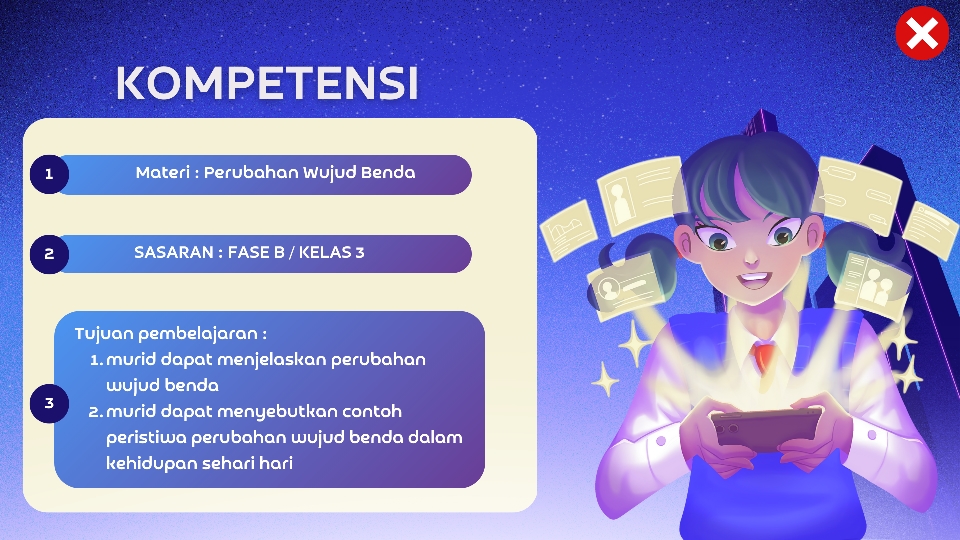 KOMPETENSI
1
Materi : Perubahan Wujud Benda
2
SASARAN : FASE B / KELAS 3
3
Tujuan pembelajaran :
1. murid dapat menjelaskan perubahan
wujud benda
2. murid dapat menyebutkan contoh
peristiwa perubahan wujud benda dalam
kehidupan sehari hari